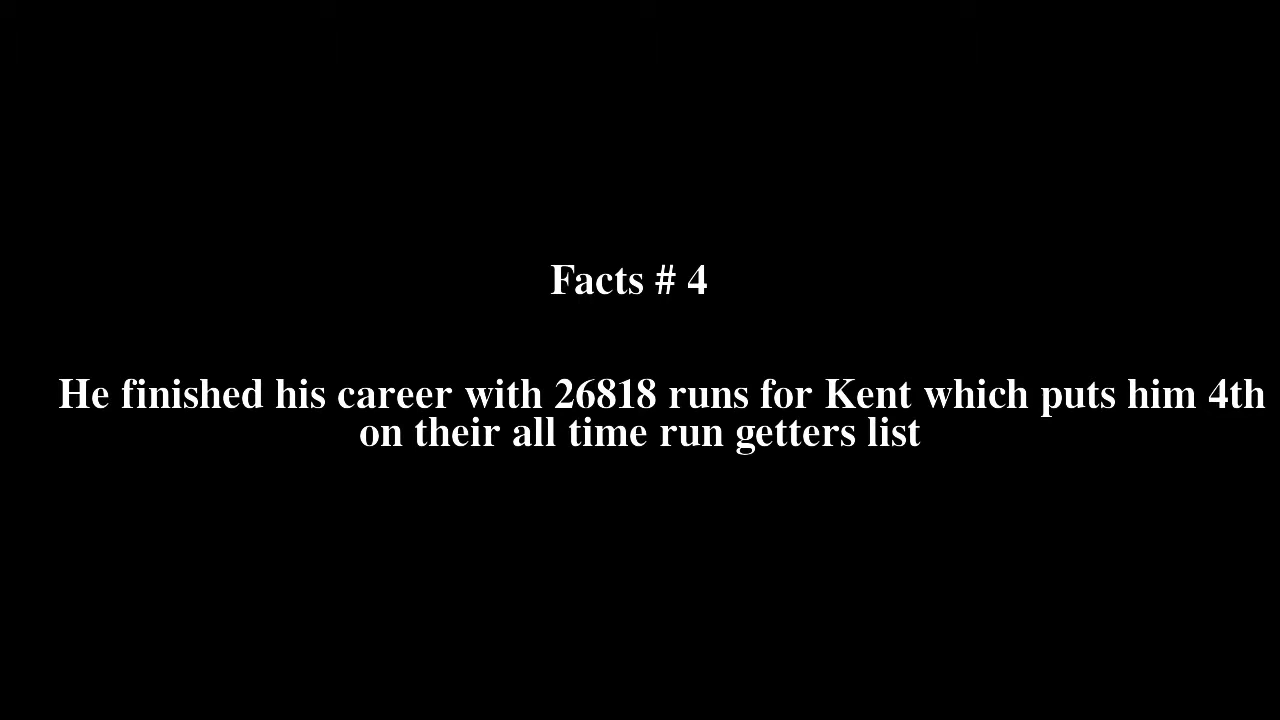 Facts # 4
He finished his career with 26818 runs for Kent which puts him 4th
on their all time run getters list